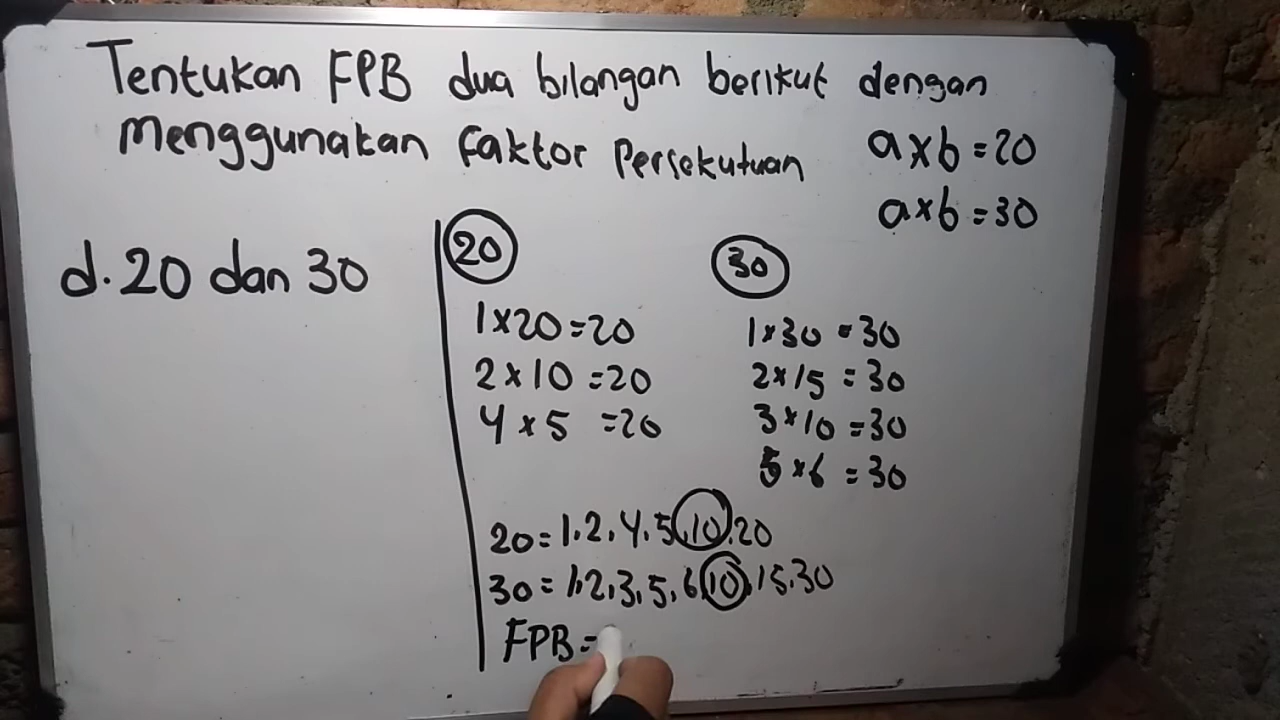 Tentukan FPB dua bilangan berikut dengan
menggunakan faktor Persekutuan
a×b=20
a×b=30
d. 20 dan 30
20
1×20=20
2×10=20
4×5=20
30
1×30=30
2×15=30
3×10=30
5×6=30
20=1,2,4,5,10,20
30=1,2,3,5,6,10,15,30
FPB=